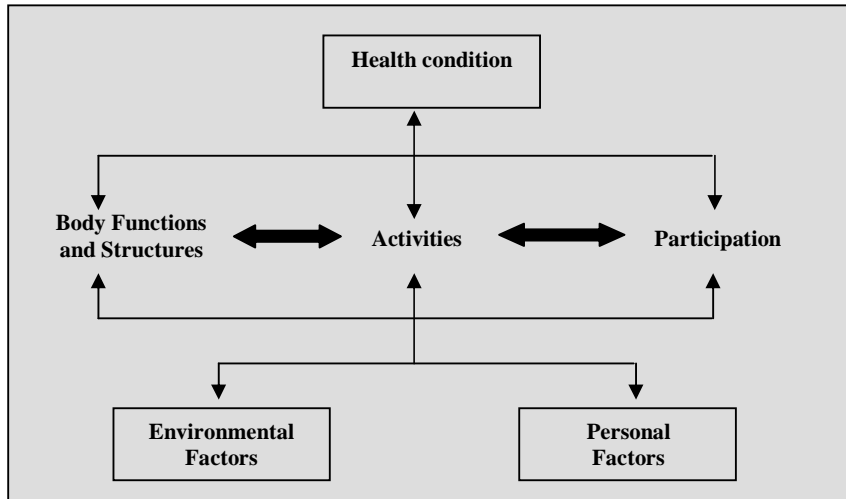 Health condition
Body Functions
and Structures
Activities
Participation
Environmental
Factors
Personal
Factors